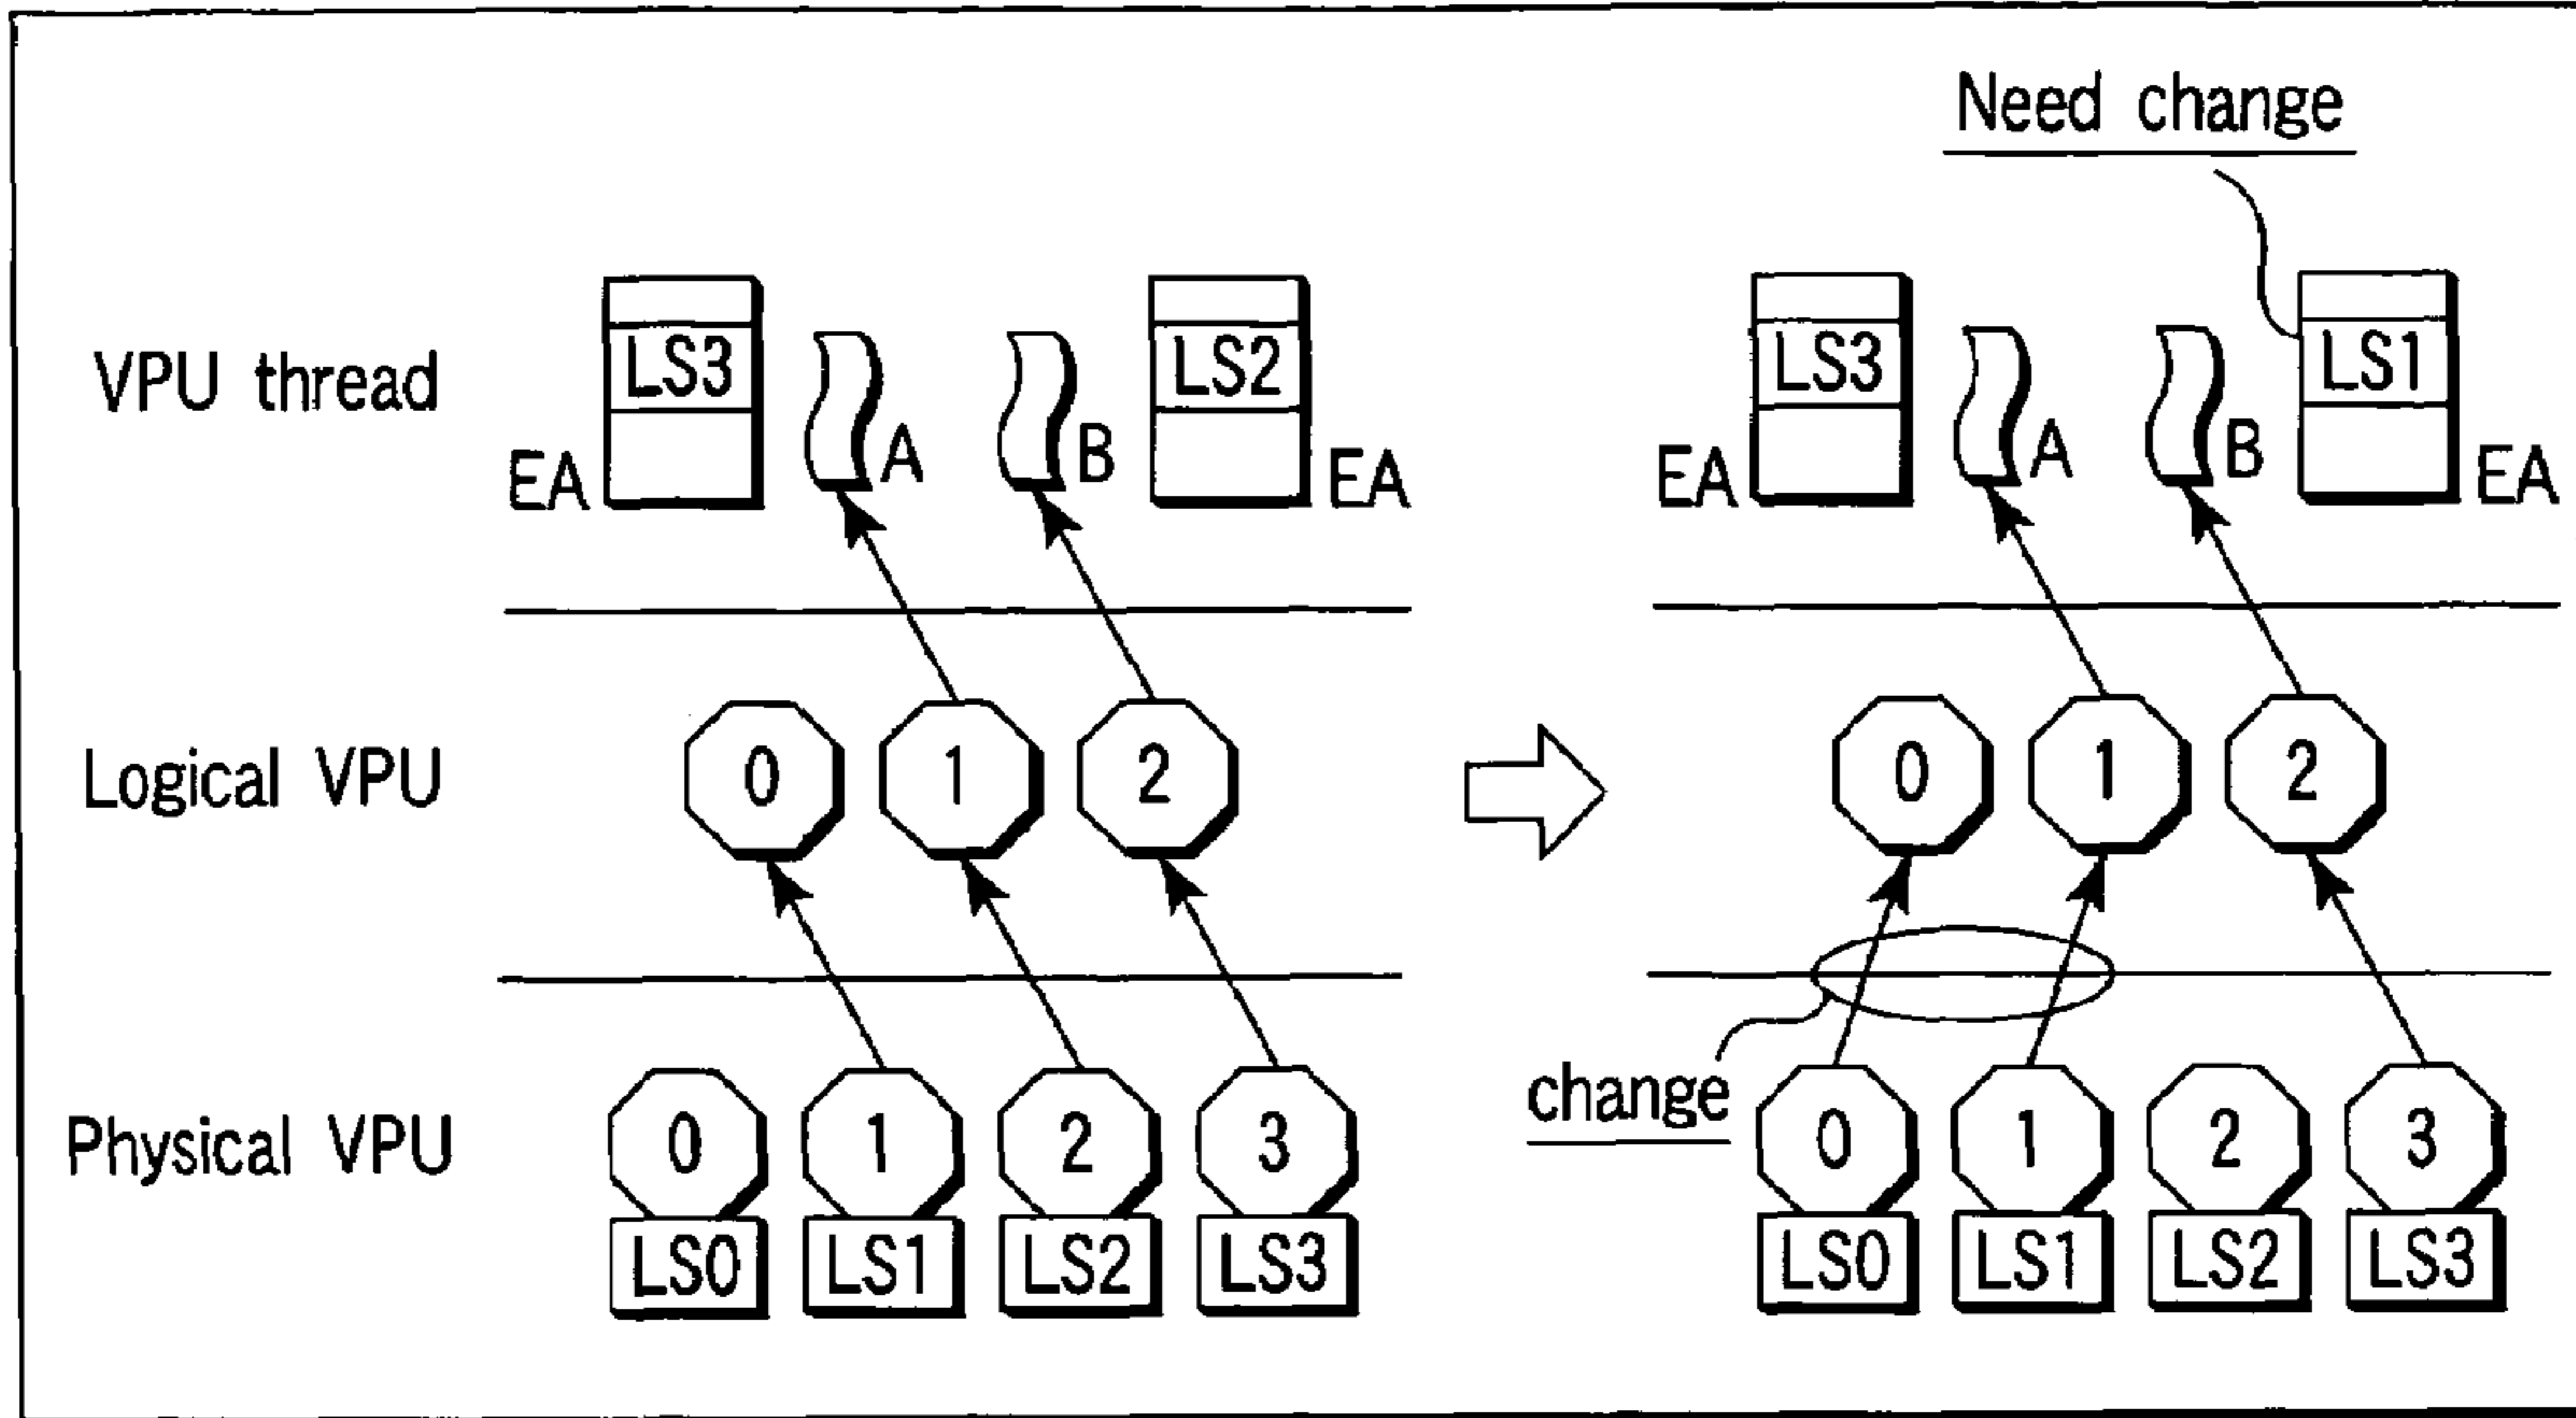 Need change
VPU thread
EA LS3 A B LS2 EA
EA LS3 A B LS1 EA
Logical VPU
0 1 2
0 1 2
change
Physical VPU
0 1 2 3
LS0 LS1 LS2 LS3
0 1 2 3
LS0 LS1 LS2 LS3